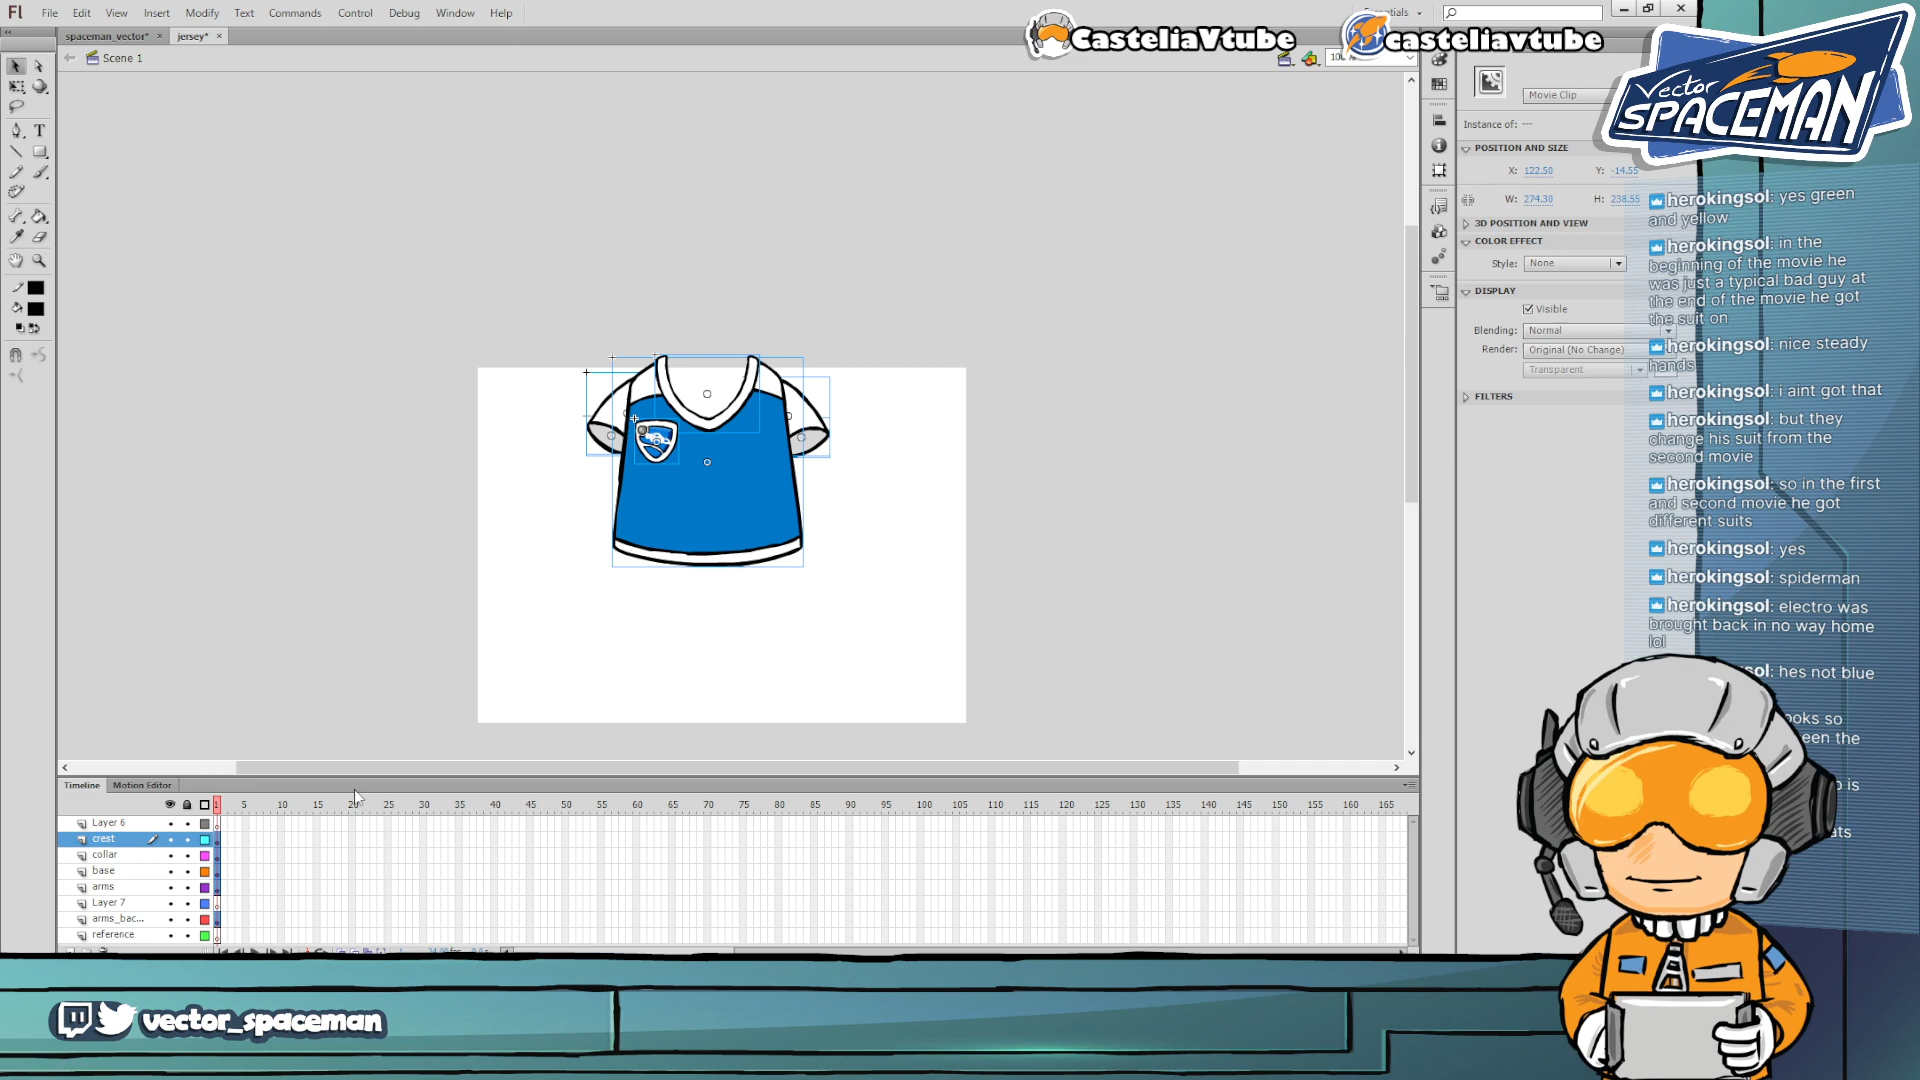 Fl File Edit View Insert Modify Text Commands Control Debug Window Help
spaceman_vector* × jersey* ×
Scene 1
CasteliaVtube
casteliavtube
Vector
SPACEMAN
Movie Clip
Instance of: ---
POSITION AND SIZE
X: 122.50 Y: -14.55
W: 274.30 H: 238.55
3D POSITION AND VIEW
COLOR EFFECT
Style: None
DISPLAY
Visible
Blending: Normal
Render: Original (No Change)
Transparent
FILTERS
herokingsol: yes green
and yellow
herokingsol: in the
beginning of the movie he
was just a typical bad guy at
the end of the movie he got
the suit on
herokingsol: nice steady
hands
herokingsol: i aint got that
herokingsol: but they
change his suit from the
second movie
herokingsol: so in the first
and second movie he got
different suits
herokingsol: yes
herokingsol: spiderman
herokingsol: electro was
brought back in no way home
lol
hes not blue
so
the
is
Timeline Motion Editor
1 5 10 15 20 25 30 35 40 45 50 55 60 65 70 75 80 85 90 95 100 105 110 115 120 125 130 135 140 145 150 155 160 165
Layer 6
crest
collar
base
arms
Layer 7
arms_bac...
reference
vector_spaceman